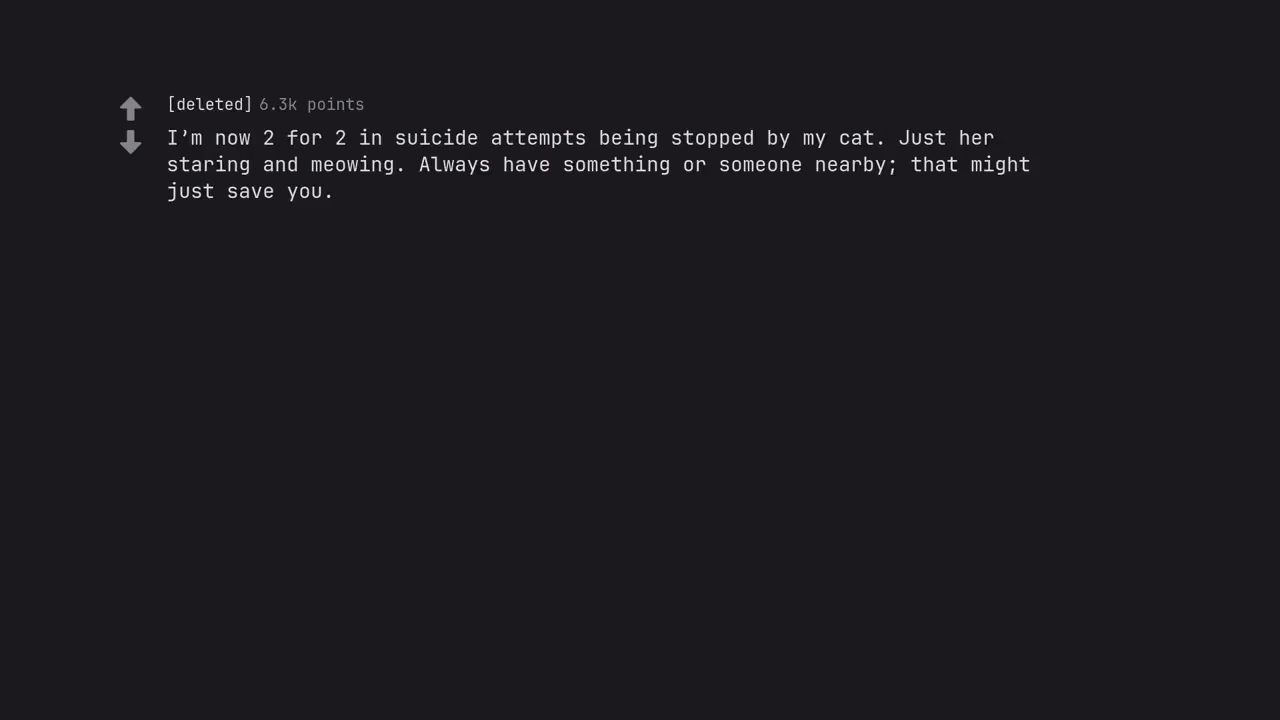 [deleted] 6.3k points
I’m now 2 for 2 in suicide attempts being stopped by my cat. Just her
staring and meowing. Always have something or someone nearby; that might
just save you.